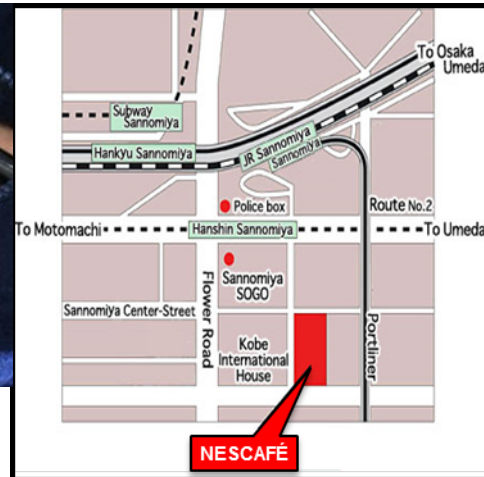 To Osaka
Umeda
Subway
Sannomiya
Hankyu Sannomiya
JR Sannomiya
Sannomiya
Police box
Route No.2
To Motomachi
Hanshin Sannomiya
To Umeda
Sannomiya
SOGO
Flower Road
Sannomiya Center-Street
Kobe
International
House
Portliner
NESCAFÉ